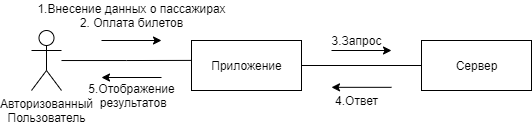 1.Внесение данных о пассажирах
2. Оплата билетов
3.Запрос
Приложение
Сервер
5.Отображение
результатов
4.Ответ
Авторизованный
Пользователь